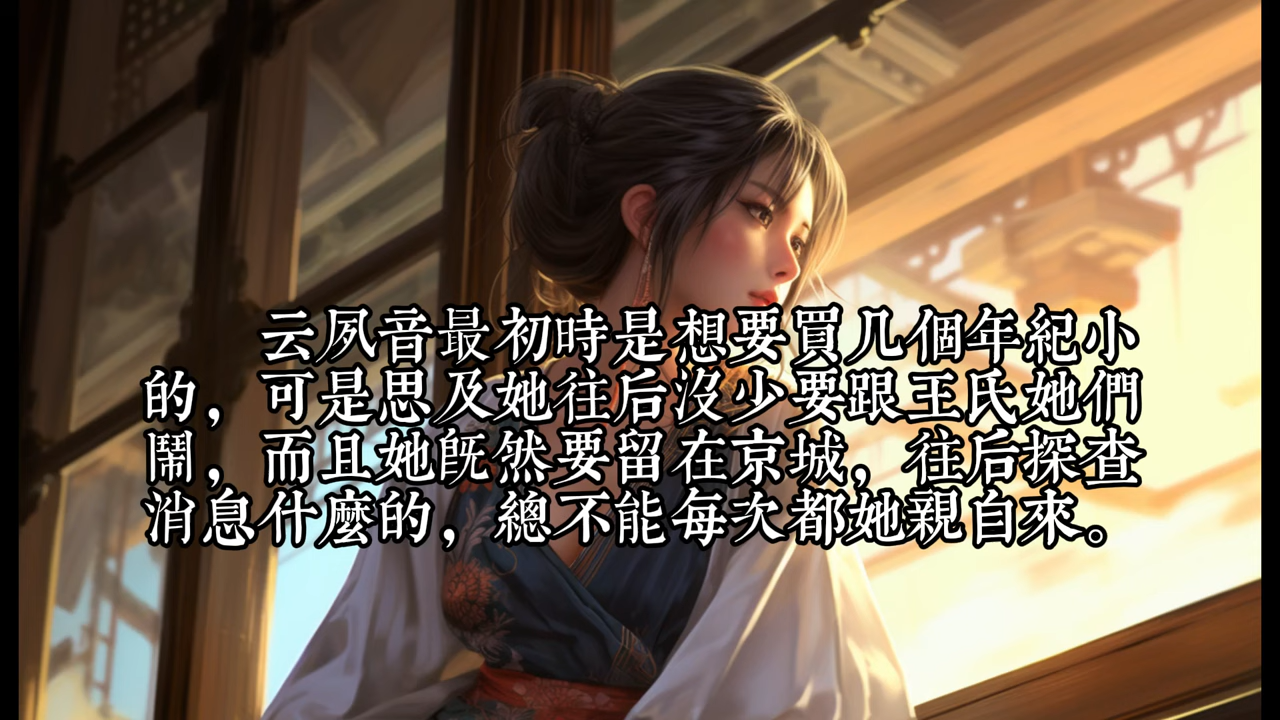 云夙音最初時是想要買几個年紀小
的，可是思及她往后沒少要跟王氏她們
鬧，而且她既然要留在京城，往后探查
消息什麼的，總不能每次都她親自來。